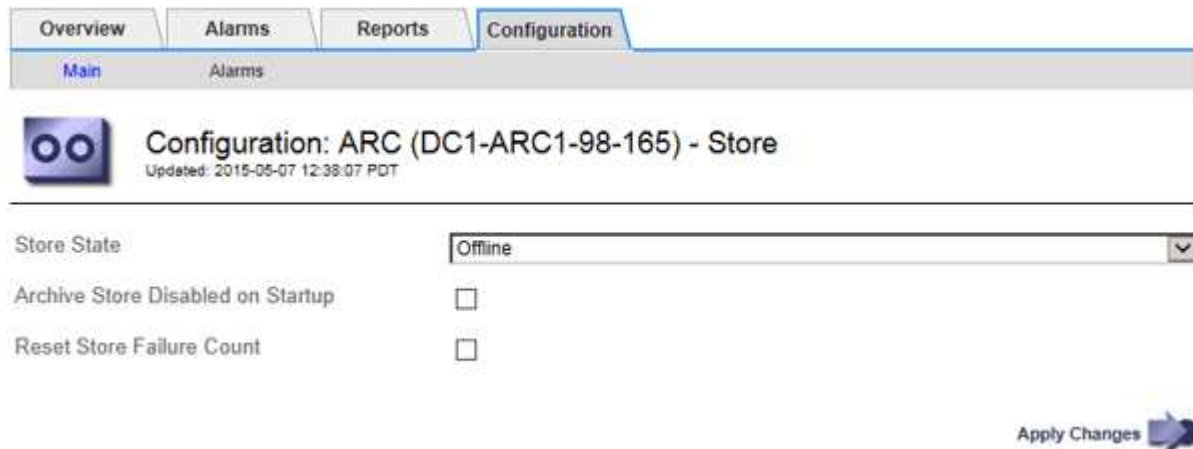 Overview Alarms Reports Configuration
Main Alarms
Configuration: ARC (DC1-ARC1-98-165) - Store
Updated: 2015-05-07 12:38:07 PDT
Store State Offline
Archive Store Disabled on Startup
Reset Store Failure Count
Apply Changes